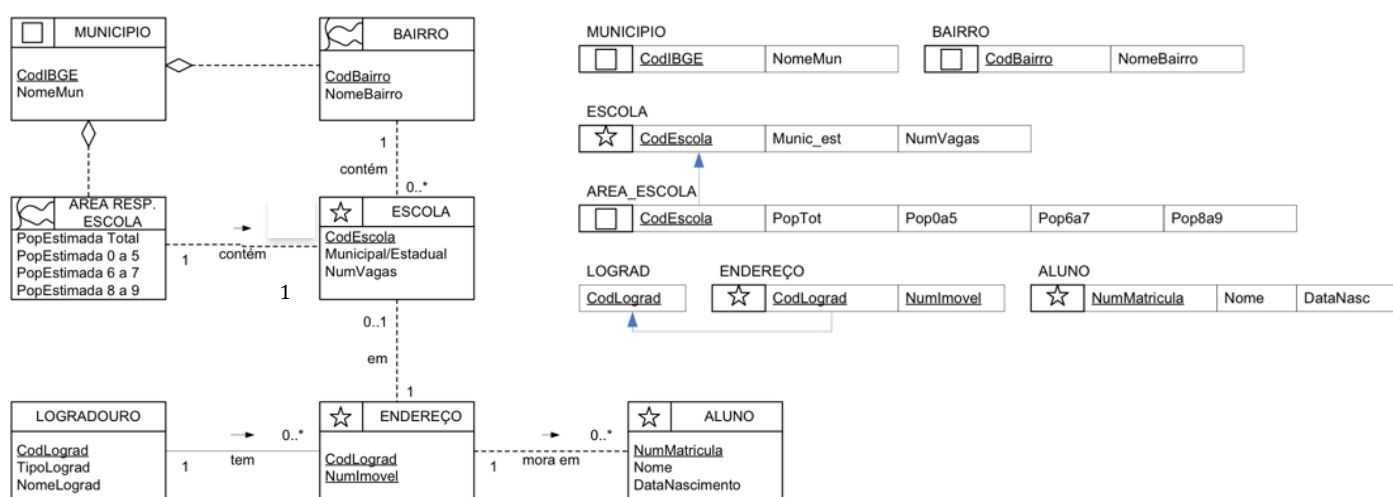 MUNICIPIO
CodIBGE
NomeMun
BAIRRO
CodBairro
NomeBairro
1
contém
0..*
AREA RESP.
ESCOLA
PopEstimada Total
PopEstimada 0 a 5
PopEstimada 6 a 7
PopEstimada 8 a 9
1
contém
1
ESCOLA
CodEscola
Municipal/Estadual
NumVagas
0..1
em
1
LOGRADOURO
CodLograd
TipoLograd
NomeLograd
1
tem
0..*
ENDEREÇO
CodLograd
NumImovel
1
mora em
0..*
ALUNO
NumMatricula
Nome
DataNascimento
MUNICIPIO
CodIBGE NomeMun
BAIRRO
CodBairro NomeBairro
ESCOLA
CodEscola Munic_est NumVagas
AREA_ESCOLA
CodEscola PopTot Pop0a5 Pop6a7 Pop8a9
LOGRAD
CodLograd
ENDEREÇO
CodLograd NumImovel
ALUNO
NumMatricula Nome DataNasc